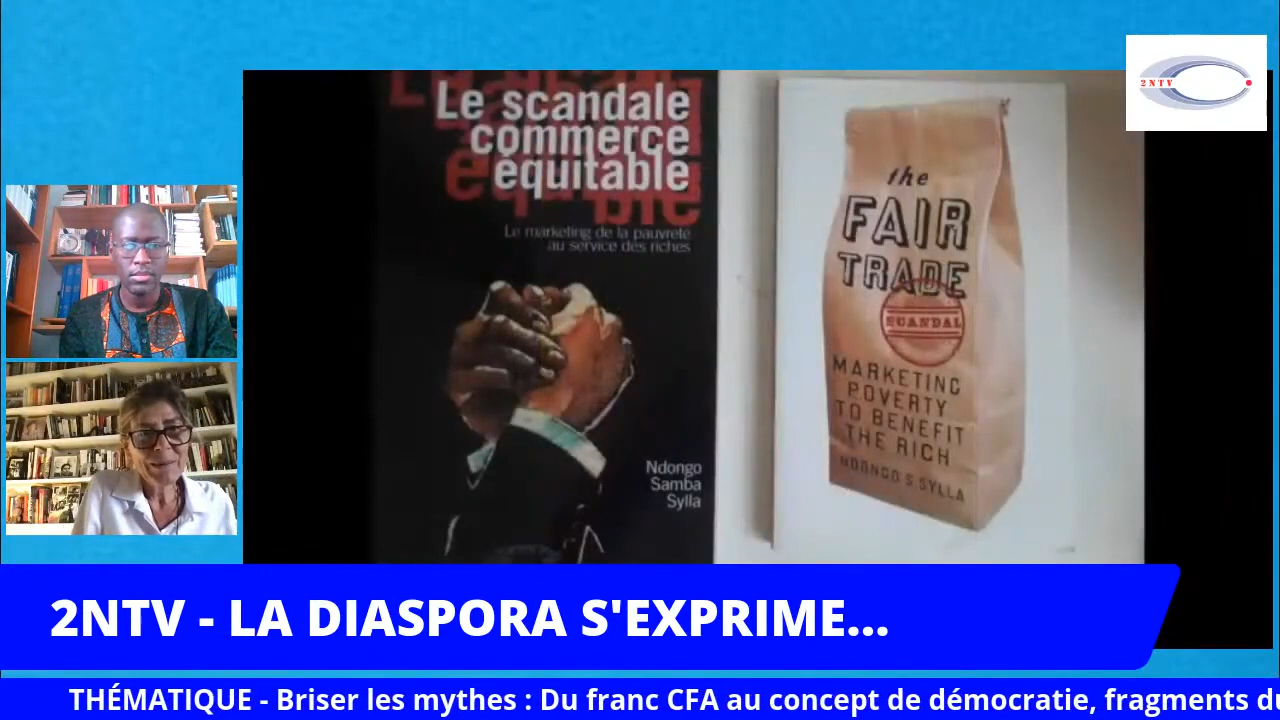 2NTV
Le scandale
commerce
équitable
Le marketing de la pauvreté
au service des riches
Ndongo
Samba
Sylla
the
FAIR
TRADE
SCANDAL
MARKETING
POVERTY
TO BENEFIT
THE RICH
NDONGO S SYLLA
2NTV - LA DIASPORA S'EXPRIME...
THÉMATIQUE - Briser les mythes : Du franc CFA au concept de démocratie, fragments du